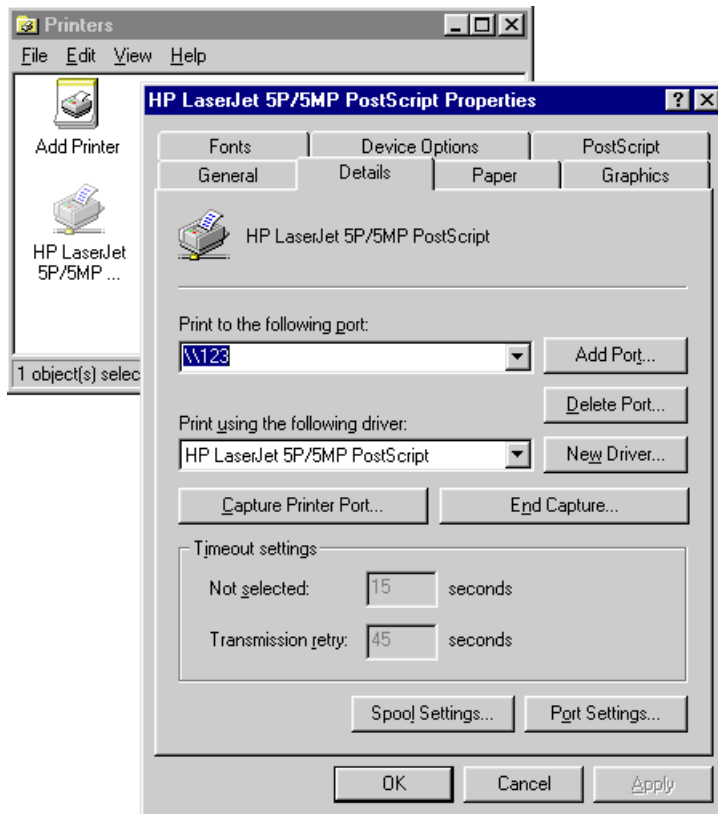 Printers
File Edit View Help
Add Printer
HP LaserJet
5P/5MP ...
1 object(s) selec
HP LaserJet 5P/5MP PostScript Properties
Fonts Device Options PostScript
General Details Paper Graphics
HP LaserJet 5P/5MP PostScript
Print to the following port:
\\123
Add Port...
Delete Port...
Print using the following driver:
HP LaserJet 5P/5MP PostScript
New Driver...
Capture Printer Port... End Capture...
Timeout settings
Not selected: 15 seconds
Transmission retry: 45 seconds
Spool Settings... Port Settings...
OK Cancel Apply